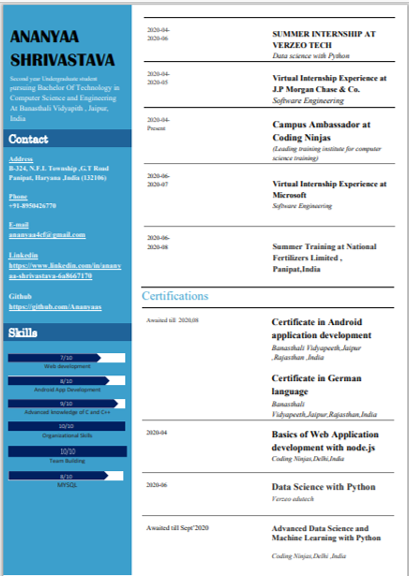 ANANYAA
SHRIVASTAVA
Second year Undergraduate student
pursuing Bachelor Of Technology in
Computer Science and Engineering
At Banasthali Vidyapith , Jaipur,
India
Contact
Address
B-324, N.F.L Township ,G.T Road
Panipat, Haryana ,India (132106)
Phone
+91-8950426770
E-mail
ananyaa4cf@gmail.com
Linkedin
https://www.linkedin.com/in/anany
aa-shrivastava-6a8667170
Github
https://github.com/Ananyaas
Skills
7/10
Web development
8/10
Android App Development
9/10
Advanced knowledge of C and C++
10/10
Organizational Skills
10/10
Team Building
8/10
MYSQL
2020-04-
2020-06
SUMMER INTERNSHIP AT
VERZEO TECH
Data science with Python
2020-04-
2020-05
Virtual Internship Experience at
J.P Morgan Chase & Co.
Software Engineering
2020-04-
Present
Campus Ambassador at
Coding Ninjas
(Leading training institute for computer
science training)
2020-06-
2020-07
Virtual Internship Experience at
Microsoft
Software Engineering
2020-06-
2020-08
Summer Training at National
Fertilizers Limited ,
Panipat,India
Certifications
Awaited till 2020,08
Certificate in Android
application development
Banasthali Vidyapeeth,Jaipur
,Rajasthan ,India
Certificate in German
language
Banasthali
Vidyapeeth,Jaipur,Rajasthan,India
2020-04
Basics of Web Application
development with node.js
Coding Ninjas,Delhi,India
2020-06
Data Science with Python
Verzeo edutech
Awaited till Sept'2020
Advanced Data Science and
Machine Learning with Python
Coding Ninjas,Delhi ,India